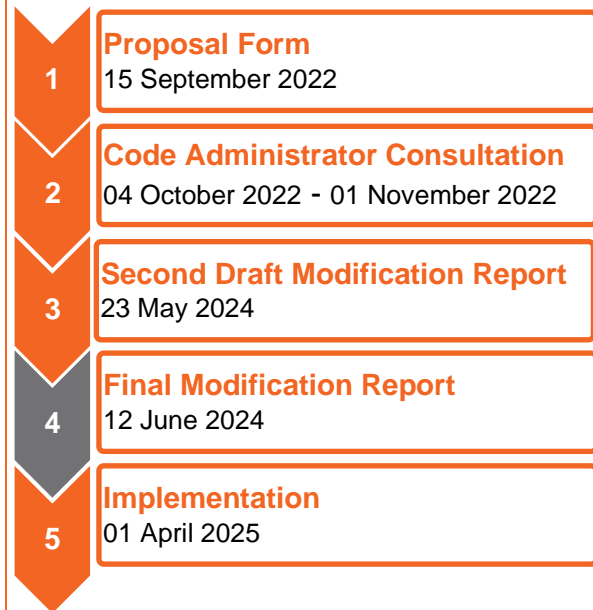 1
Proposal Form
15 September 2022
2
Code Administrator Consultation
04 October 2022 - 01 November 2022
3
Second Draft Modification Report
23 May 2024
4
Final Modification Report
12 June 2024
5
Implementation
01 April 2025